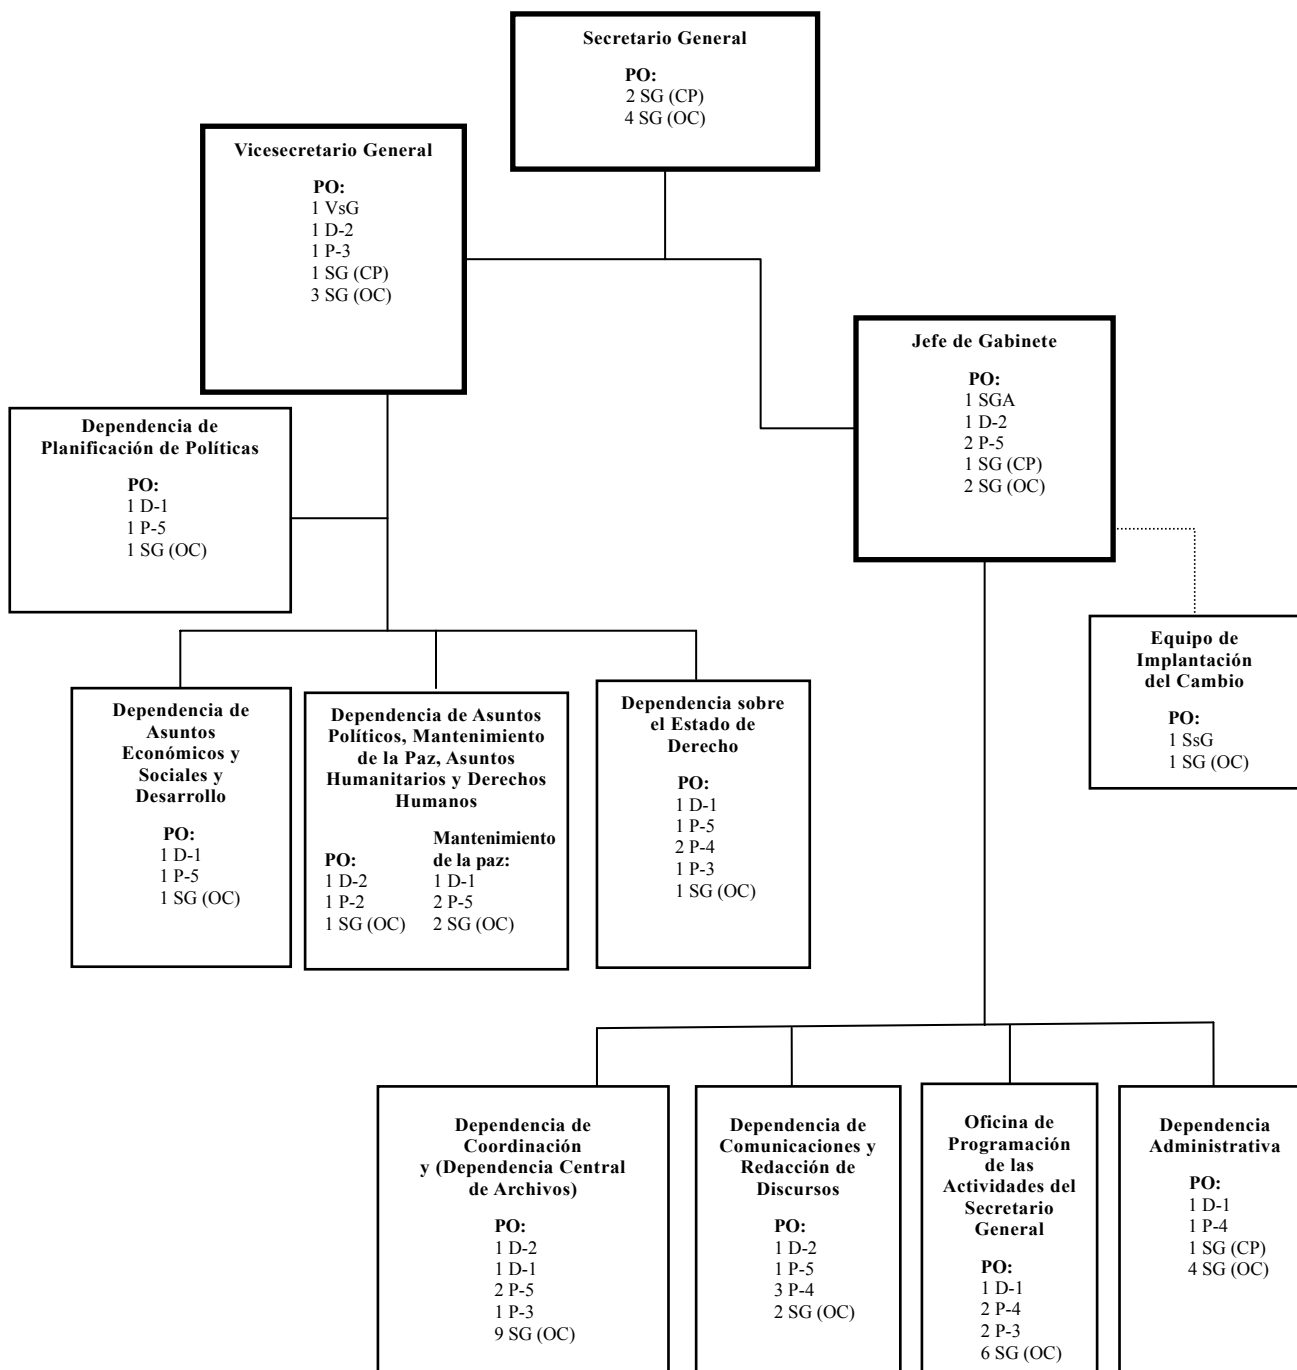 Secretario General
PO:
2 SG (CP)
4 SG (OC)
Vicesecretario General
PO:
1 VsG
1 D-2
1 P-3
1 SG (CP)
3 SG (OC)
Jefe de Gabinete
PO:
1 SGA
1 D-2
2 P-5
1 SG (CP)
2 SG (OC)
Dependencia de
Planificación de Políticas
PO:
1 D-1
1 P-5
1 SG (OC)
Equipo de
Implantación
del Cambio
PO:
1 SsG
1 SG (OC)
Dependencia de
Asuntos
Económicos y
Sociales y
Desarrollo
PO:
1 D-1
1 P-5
1 SG (OC)
Dependencia de Asuntos
Políticos, Mantenimiento
de la Paz, Asuntos
Humanitarios y Derechos
Humanos
PO:
1 D-2
1 P-2
1 SG (OC)
Mantenimiento
de la paz:
1 D-1
2 P-5
2 SG (OC)
Dependencia sobre
el Estado de
Derecho
PO:
1 D-1
1 P-5
2 P-4
1 P-3
1 SG (OC)
Dependencia de
Coordinación
y (Dependencia Central
de Archivos)
PO:
1 D-2
1 D-1
2 P-5
1 P-3
9 SG (OC)
Dependencia de
Comunicaciones y
Redacción de
Discursos
PO:
1 D-2
1 P-5
3 P-4
2 SG (OC)
Oficina de
Programación
de las
Actividades del
Secretario
General
PO:
1 D-1
2 P-4
2 P-3
6 SG (OC)
Dependencia
Administrativa
PO:
1 D-1
1 P-4
1 SG (CP)
4 SG (OC)